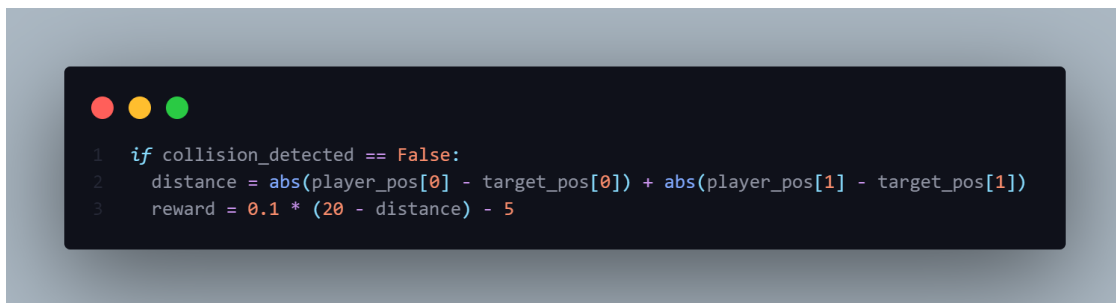 1 if collision_detected == False:
2 distance = abs(player_pos[0] - target_pos[0]) + abs(player_pos[1] - target_pos[1])
3 reward = 0.1 * (20 - distance) - 5